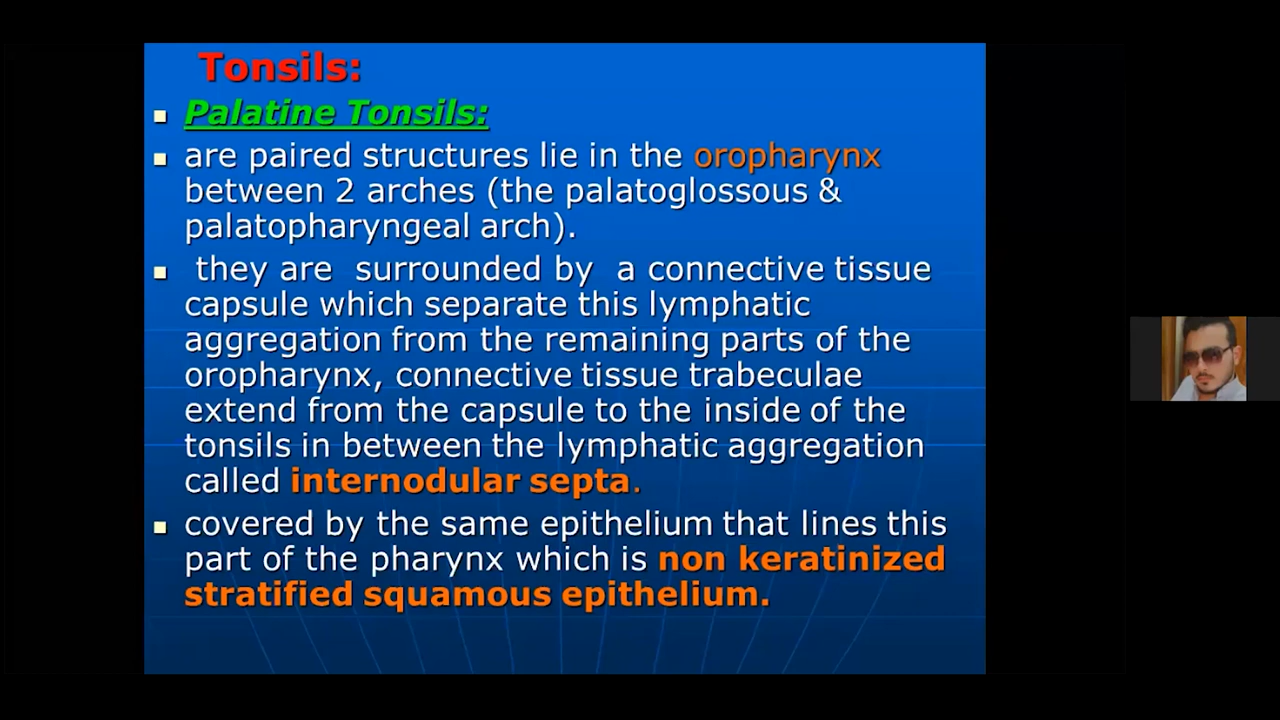 Tonsils:
Palatine Tonsils:
are paired structures lie in the oropharynx
between 2 arches (the palatoglossous &
palatopharyngeal arch).
they are surrounded by a connective tissue
capsule which separate this lymphatic
aggregation from the remaining parts of the
oropharynx, connective tissue trabeculae
extend from the capsule to the inside of the
tonsils in between the lymphatic aggregation
called internodular septa.
covered by the same epithelium that lines this
part of the pharynx which is non keratinized
stratified squamous epithelium.